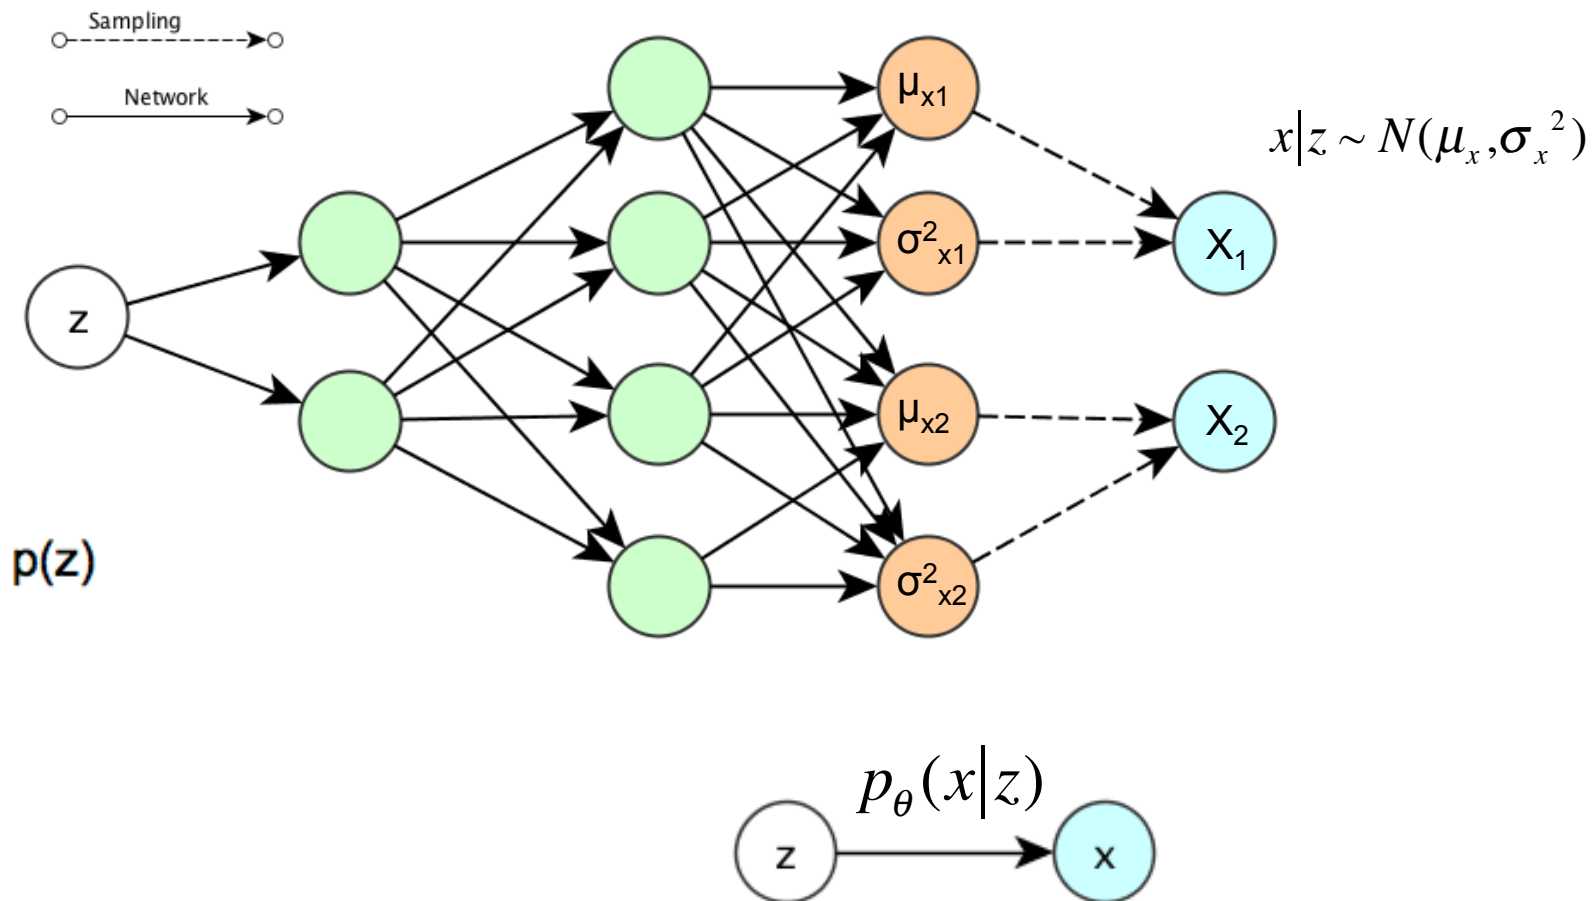 Sampling
Network
μx1
x|z ~ N(μx,σx²)
σ²x1
X₁
z
μx2
X₂
p(z)
σ²x2
pθ(x|z)
z
x